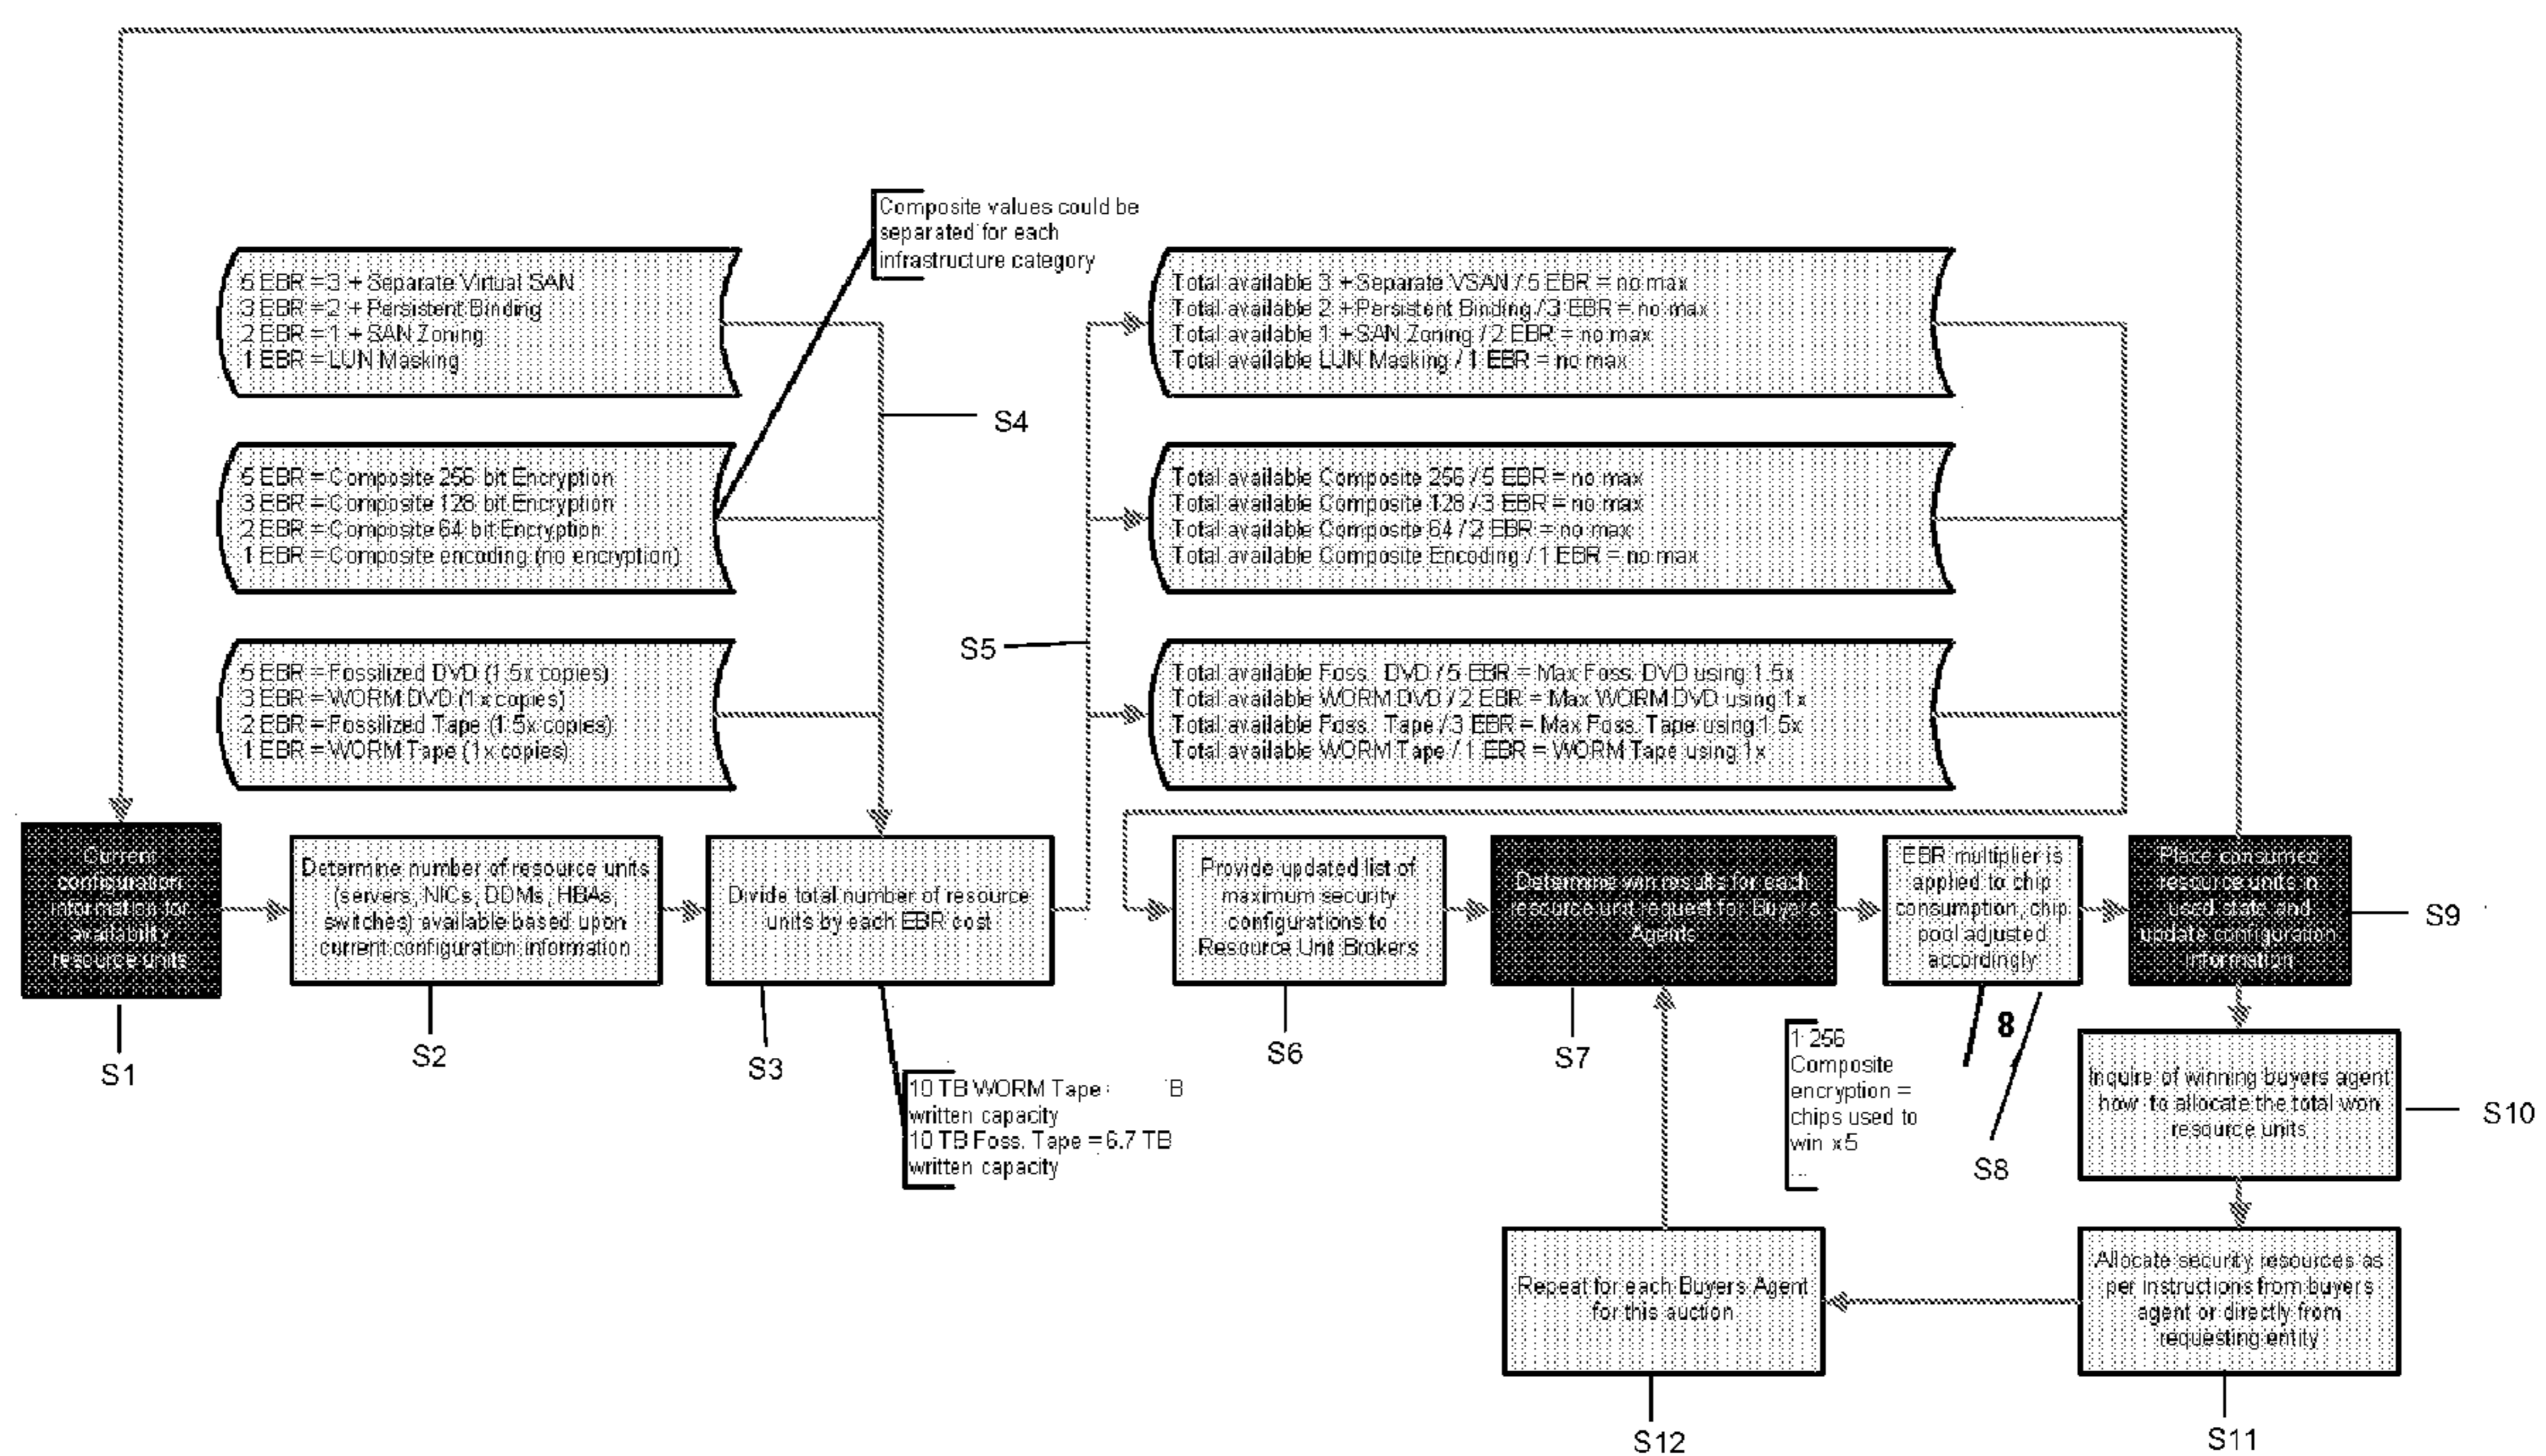 Composite values could be
separated for each
infrastructure category
5 EBR = 3 + Separate Virtual SAN
3 EBR = 2 + Persistent Binding
2 EBR = 1 + SAN Zoning
1 EBR = LUN Masking
Total available 3 + Separate VSAN / 5 EBR = no max
Total available 2 + Persistent Binding / 3 EBR = no max
Total available 1 + SAN Zoning / 2 EBR = no max
Total available LUN Masking / 1 EBR = no max
S4
5 EBR = Composite 256 bit Encryption
3 EBR = Composite 128 bit Encryption
2 EBR = Composite 64 bit Encryption
1 EBR = Composite encoding (no encryption)
Total available Composite 256 / 5 EBR = no max
Total available Composite 128 / 3 EBR = no max
Total available Composite 64 / 2 EBR = no max
Total available Composite Encoding / 1 EBR = no max
S5
5 EBR = Fossilized DVD (1.5x copies)
3 EBR = WORM DVD (1x copies)
2 EBR = Fossilized Tape (1.5x copies)
1 EBR = WORM Tape (1x copies)
Total available Foss. DVD / 5 EBR = Max Foss. DVD using 1.5x
Total available WORM DVD / 2 EBR = Max WORM DVD using 1x
Total available Foss. Tape / 3 EBR = Max Foss. Tape using 1.5x
Total available WORM Tape / 1 EBR = WORM Tape using 1x
Current
configuration
information for
availability
resource units
Determine number of resource units
(servers, NICs, DDMs, HBAs,
switches) available based upon
current configuration information
Divide total number of resource
units by each EBR cost
Provide updated list of
maximum security
configurations to
Resource Unit Brokers
Determine win results for each
resource unit request for Buyers
Agents
EBR multiplier is
applied to chip
consumption, chip
pool adjusted
accordingly
Place consumed
resource units in
used state and
update configuration
information
S9
S1
S2
S3
S6
S7
8
S8
10 TB WORM Tape = TB
written capacity
10 TB Foss. Tape = 6.7 TB
written capacity
1 256
Composite
encryption =
chips used to
win x5
...
Inquire of winning buyers agent
how to allocate the total won
resource units
S10
Repeat for each Buyers Agent
for this auction
Allocate security resources as
per instructions from buyers
agent or directly from
requesting entity
S12
S11